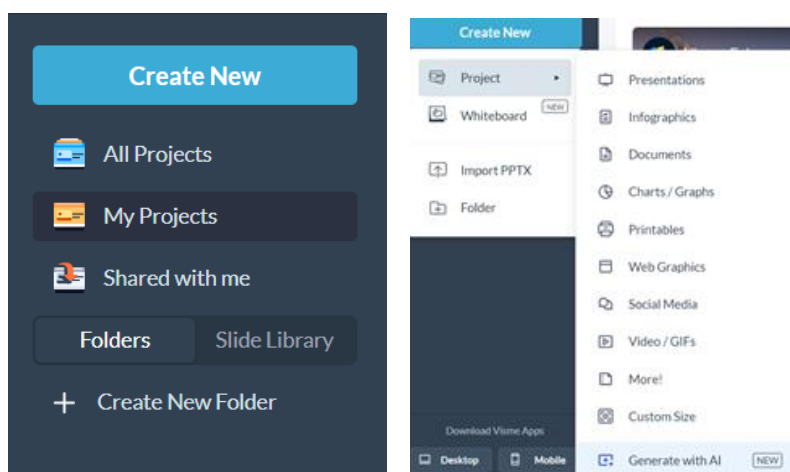 Create New
All Projects
My Projects
Shared with me
Folders
Slide Library
Create New Folder
Create New
Project
Whiteboard
NEW
Import PPTX
Folder
Download Visme Apps
Desktop
Mobile
Presentations
Infographics
Documents
Charts / Graphs
Printables
Web Graphics
Social Media
Video / GIFs
More!
Custom Size
Generate with AI
NEW